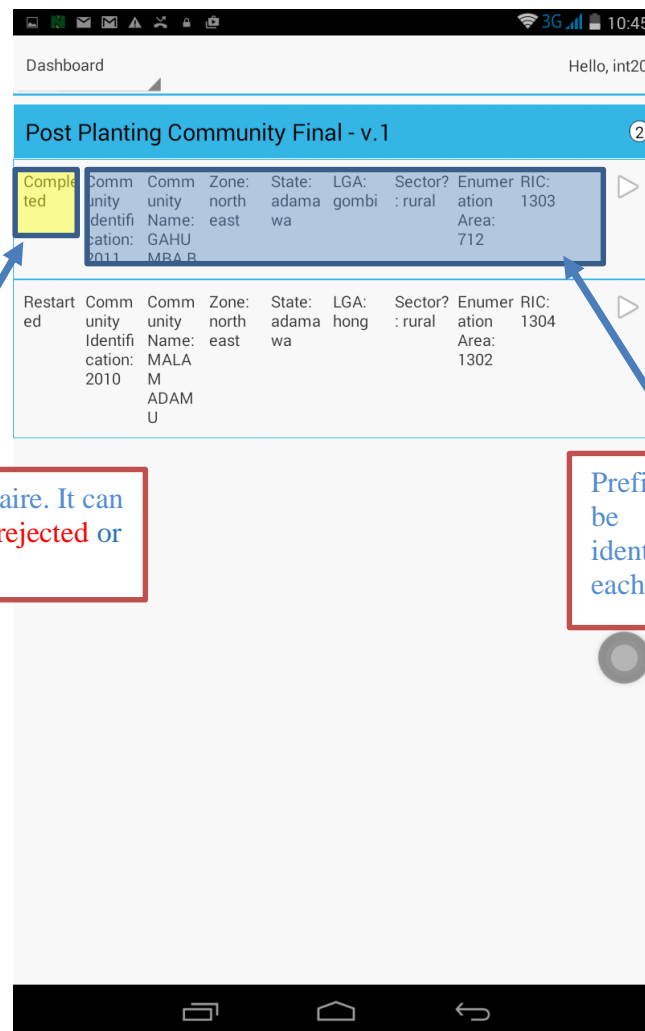 3G 10:45
Dashboard Hello, int20
Post Planting Community Final - v.1 2
Comple Comm Comm Zone: State: LGA: Sector? Enumer RIC:
ted unity unity north adama gombi : rural ation 1303
Identifi Name: east wa Area:
cation: GAHU 712
2011 MBA B
Restart Comm Comm Zone: State: LGA: Sector? Enumer RIC:
ed unity unity north adama hong : rural ation 1304
Identifi Name: east wa Area:
cation: MALA 1302
2010 M
ADAM
U
aire. It can
rejected or
Prefi
be
ident
each